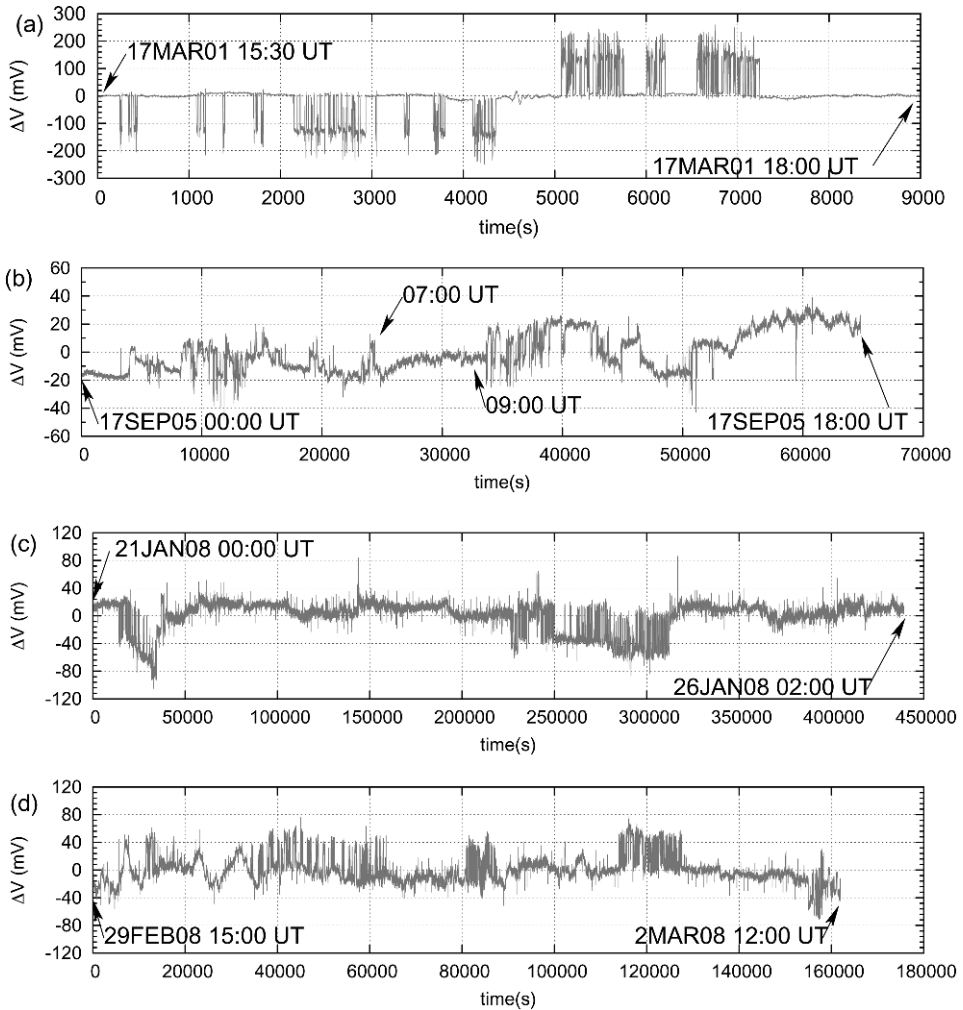 (a)
300
200
100
0
-100
-200
-300
ΔV (mV)
17MAR01 15:30 UT
17MAR01 18:00 UT
0 1000 2000 3000 4000 5000 6000 7000 8000 9000
time(s)
(b)
60
40
20
0
-20
-40
-60
ΔV (mV)
07:00 UT
09:00 UT
17SEP05 00:00 UT
17SEP05 18:00 UT
0 10000 20000 30000 40000 50000 60000 70000
time(s)
(c)
120
80
40
0
-40
-80
-120
ΔV (mV)
21JAN08 00:00 UT
26JAN08 02:00 UT
0 50000 100000 150000 200000 250000 300000 350000 400000 450000
time(s)
(d)
120
80
40
0
-40
-80
-120
ΔV (mV)
29FEB08 15:00 UT
2MAR08 12:00 UT
0 20000 40000 60000 80000 100000 120000 140000 160000 180000
time(s)